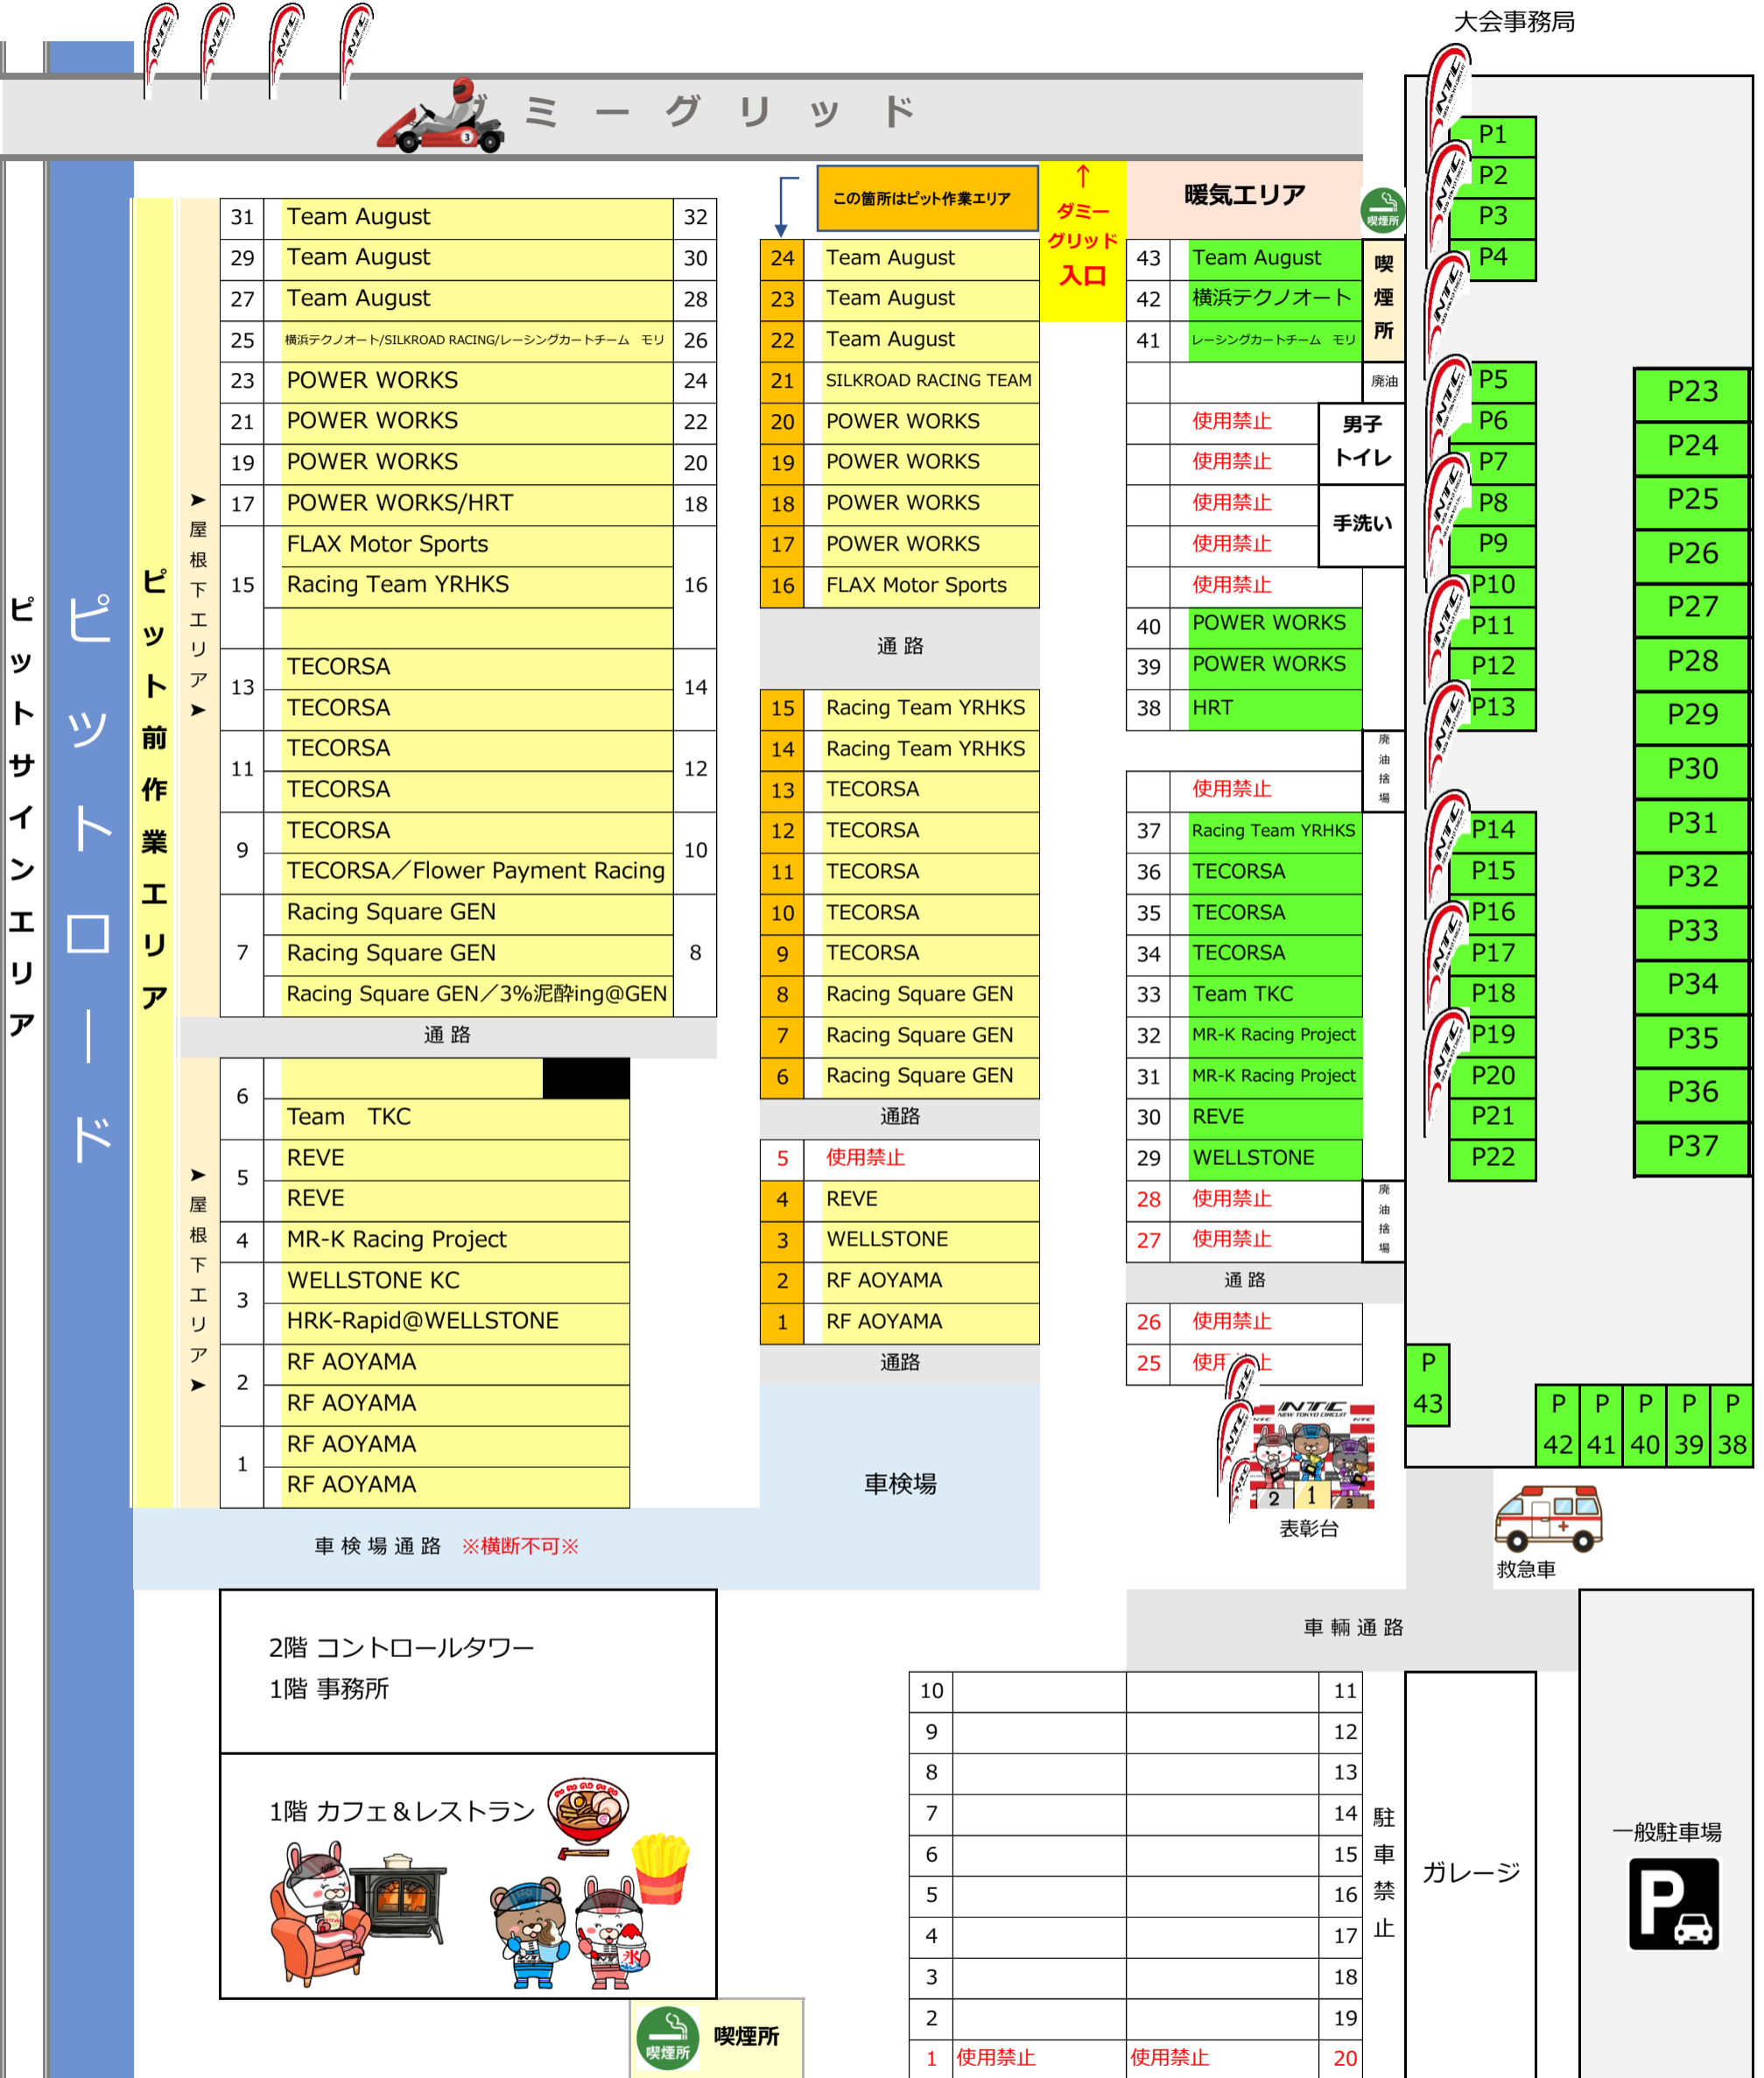 大会事務局
ダミーグリッド
ピットサインエリア
ピットロード
ピット前作業エリア
➤屋根下エリア➤
31 Team August 32
29 Team August 30
27 Team August 28
25 横浜テクノオート/SILKROAD RACING/レーシングカートチーム　モリ 26
23 POWER WORKS 24
21 POWER WORKS 22
19 POWER WORKS 20
17 POWER WORKS/HRT 18
FLAX Motor Sports
15 Racing Team YRHKS 16
TECORSA
13 14
TECORSA
TECORSA
11 12
TECORSA
TECORSA
9 10
TECORSA／Flower Payment Racing
Racing Square GEN
7 Racing Square GEN 8
Racing Square GEN／3%泥酔ing@GEN
通 路
➤屋根下エリア➤
6
Team　TKC
REVE
5
REVE
4 MR-K Racing Project
WELLSTONE KC
3
HRK-Rapid@WELLSTONE
RF AOYAMA
2
RF AOYAMA
RF AOYAMA
1
RF AOYAMA
車 検 場 通 路　※横断不可※
この箇所はピット作業エリア
24 Team August
23 Team August
22 Team August
21 SILKROAD RACING TEAM
20 POWER WORKS
19 POWER WORKS
18 POWER WORKS
17 POWER WORKS
16 FLAX Motor Sports
通 路
15 Racing Team YRHKS
14 Racing Team YRHKS
13 TECORSA
12 TECORSA
11 TECORSA
10 TECORSA
9 TECORSA
8 Racing Square GEN
7 Racing Square GEN
6 Racing Square GEN
通路
5 使用禁止
4 REVE
3 WELLSTONE
2 RF AOYAMA
1 RF AOYAMA
通路
車検場
↑
ダミー
グリッド
入口
暖気エリア
喫煙所
43 Team August
42 横浜テクノオート
41 レーシングカートチーム　モリ
喫煙所
廃油
使用禁止
使用禁止
使用禁止
使用禁止
使用禁止
男子
トイレ
手洗い
40 POWER WORKS
39 POWER WORKS
38 HRT
廃油捨場
使用禁止
37 Racing Team YRHKS
36 TECORSA
35 TECORSA
34 TECORSA
33 Team TKC
32 MR-K Racing Project
31 MR-K Racing Project
30 REVE
29 WELLSTONE
28 使用禁止
27 使用禁止
廃油捨場
通 路
26 使用禁止
25 使用禁止
NTC
NEW TOKYO CIRCUIT
2 1 3
表彰台
P1
P2
P3
P4
P5
P6
P7
P8
P9
P10
P11
P12
P13
P14
P15
P16
P17
P18
P19
P20
P21
P22
P23
P24
P25
P26
P27
P28
P29
P30
P31
P32
P33
P34
P35
P36
P37
P
43
P P P P P
42 41 40 39 38
救急車
車 輌 通 路
2階 コントロールタワー
1階 事務所
1階 カフェ＆レストラン
氷
喫煙所
喫煙所
10 11
9 12
8 13
7 14
6 15
5 16
4 17
3 18
2 19
1 使用禁止 使用禁止 20
駐車禁止
ガレージ
一般駐車場
P